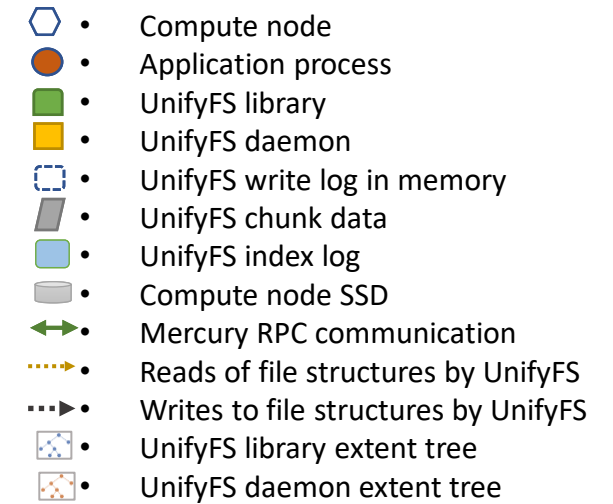 • Compute node
• Application process
• UnifyFS library
• UnifyFS daemon
• UnifyFS write log in memory
• UnifyFS chunk data
• UnifyFS index log
• Compute node SSD
• Mercury RPC communication
• Reads of file structures by UnifyFS
• Writes to file structures by UnifyFS
• UnifyFS library extent tree
• UnifyFS daemon extent tree